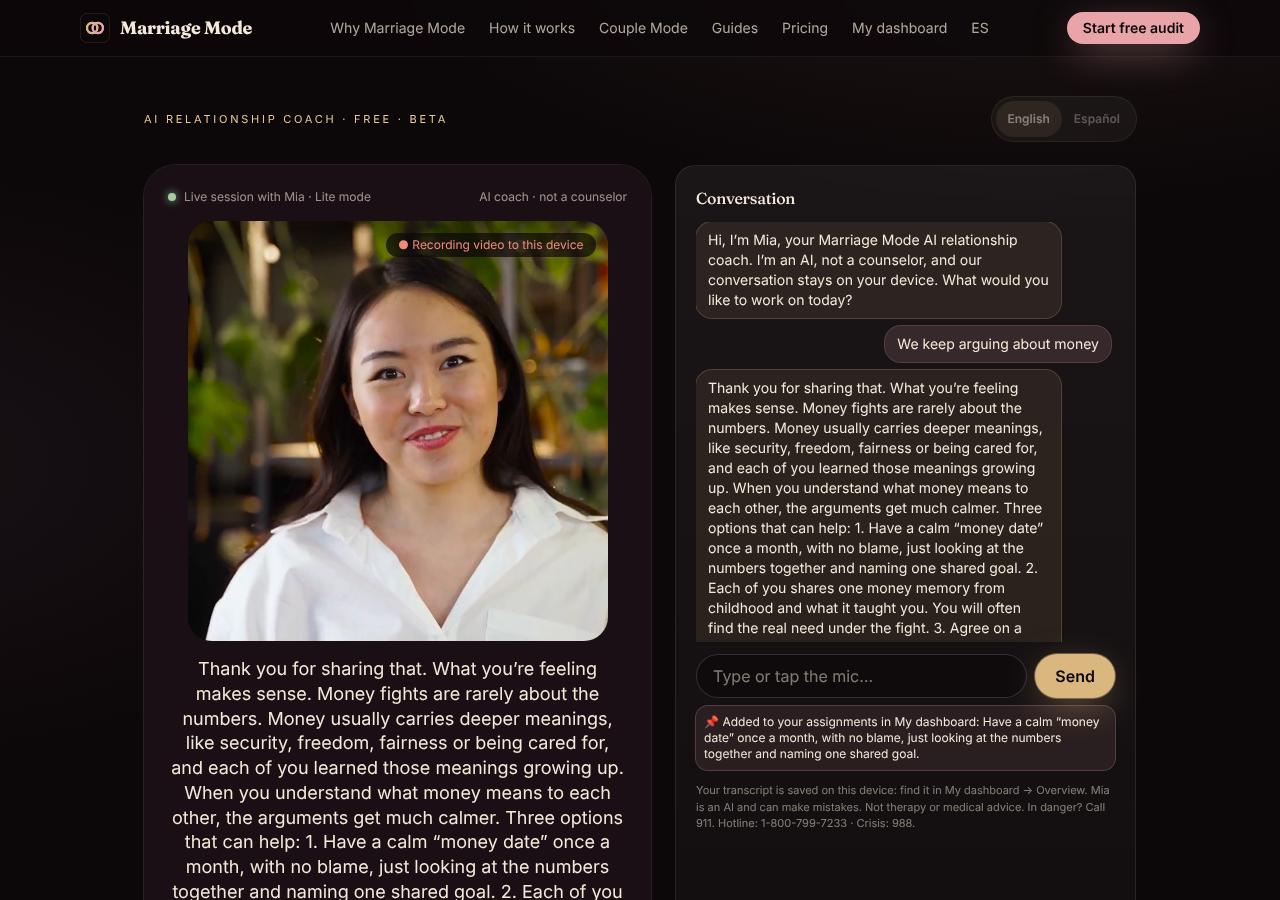 Marriage Mode
Why Marriage Mode
How it works
Couple Mode
Guides
Pricing
My dashboard
ES
Start free audit
AI RELATIONSHIP COACH · FREE · BETA
English
Español
Live session with Mia · Lite mode
AI coach · not a counselor
Recording video to this device
Thank you for sharing that. What you’re feeling
makes sense. Money fights are rarely about the
numbers. Money usually carries deeper meanings,
like security, freedom, fairness or being cared for,
and each of you learned those meanings growing up.
When you understand what money means to each
other, the arguments get much calmer. Three options
that can help: 1. Have a calm “money date” once a
month, with no blame, just looking at the numbers
together and naming one shared goal. 2. Each of you
Conversation
Hi, I’m Mia, your Marriage Mode AI relationship
coach. I’m an AI, not a counselor, and our
conversation stays on your device. What would you
like to work on today?
We keep arguing about money
Thank you for sharing that. What you’re feeling
makes sense. Money fights are rarely about the
numbers. Money usually carries deeper meanings,
like security, freedom, fairness or being cared for,
and each of you learned those meanings growing
up. When you understand what money means to
each other, the arguments get much calmer. Three
options that can help: 1. Have a calm “money date”
once a month, with no blame, just looking at the
numbers together and naming one shared goal. 2.
Each of you shares one money memory from
childhood and what it taught you. You will often
find the real need under the fight. 3. Agree on a
Type or tap the mic…
Send
📌 Added to your assignments in My dashboard: Have a calm “money
date” once a month, with no blame, just looking at the numbers
together and naming one shared goal.
Your transcript is saved on this device: find it in My dashboard → Overview. Mia
is an AI and can make mistakes. Not therapy or medical advice. In danger? Call
911. Hotline: 1-800-799-7233 · Crisis: 988.